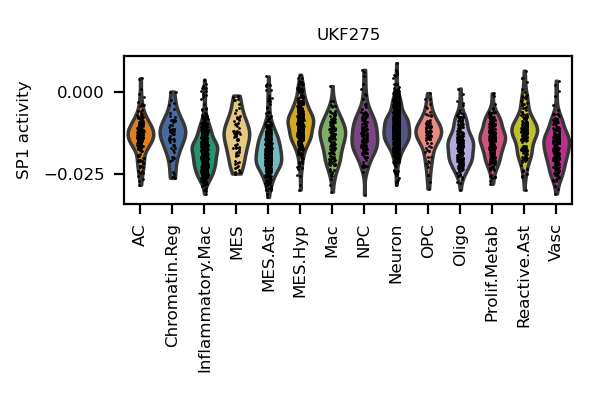 UKF275
SP1 activity
0.000
−0.025
AC
Chromatin.Reg
Inflammatory.Mac
MES
MES.Ast
MES.Hyp
Mac
NPC
Neuron
OPC
Oligo
Prolif.Metab
Reactive.Ast
Vasc